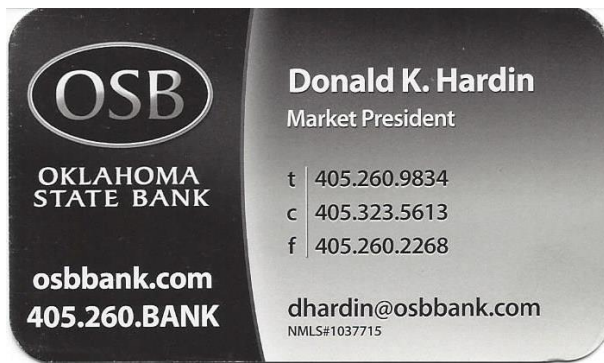 OSB
OKLAHOMA
STATE BANK
osbbank.com
405.260.BANK
Donald K. Hardin
Market President
t 405.260.9834
c 405.323.5613
f 405.260.2268
dhardin@osbbank.com
NMLS#1037715